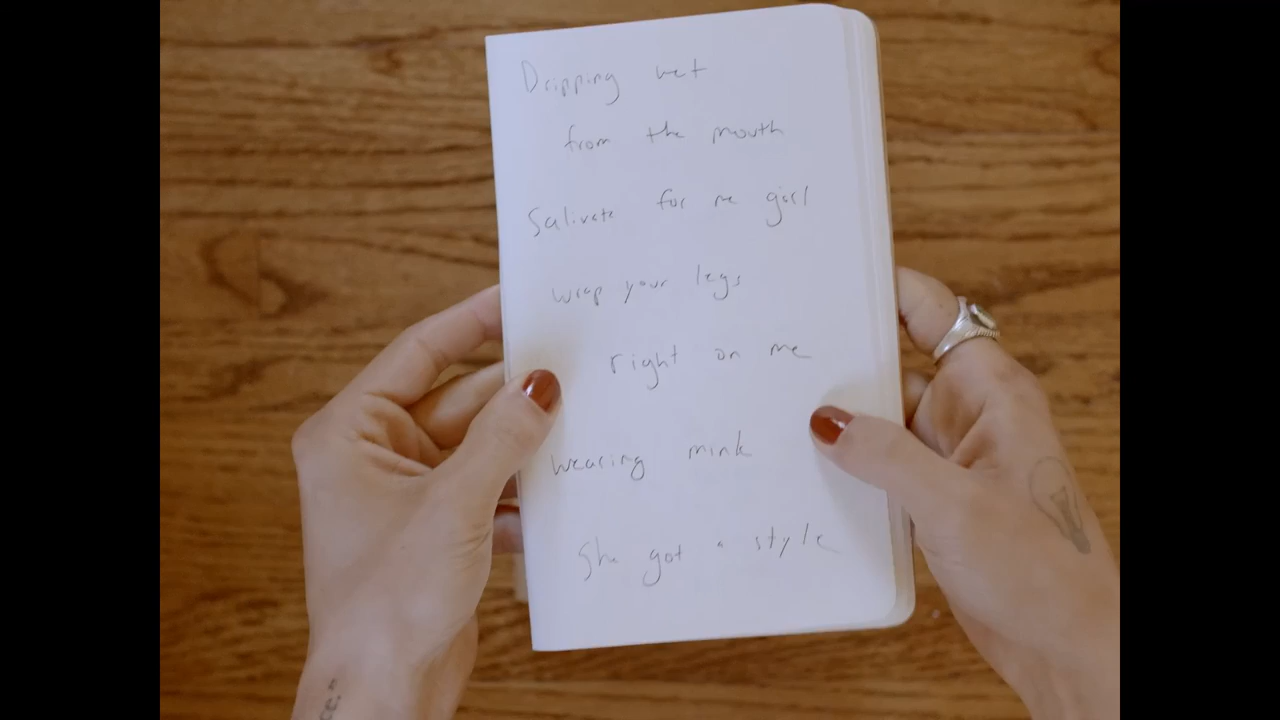 Dripping wet
from the mouth
Salivate for me girl
wrap your legs
right on me
wearing mink
She got a style